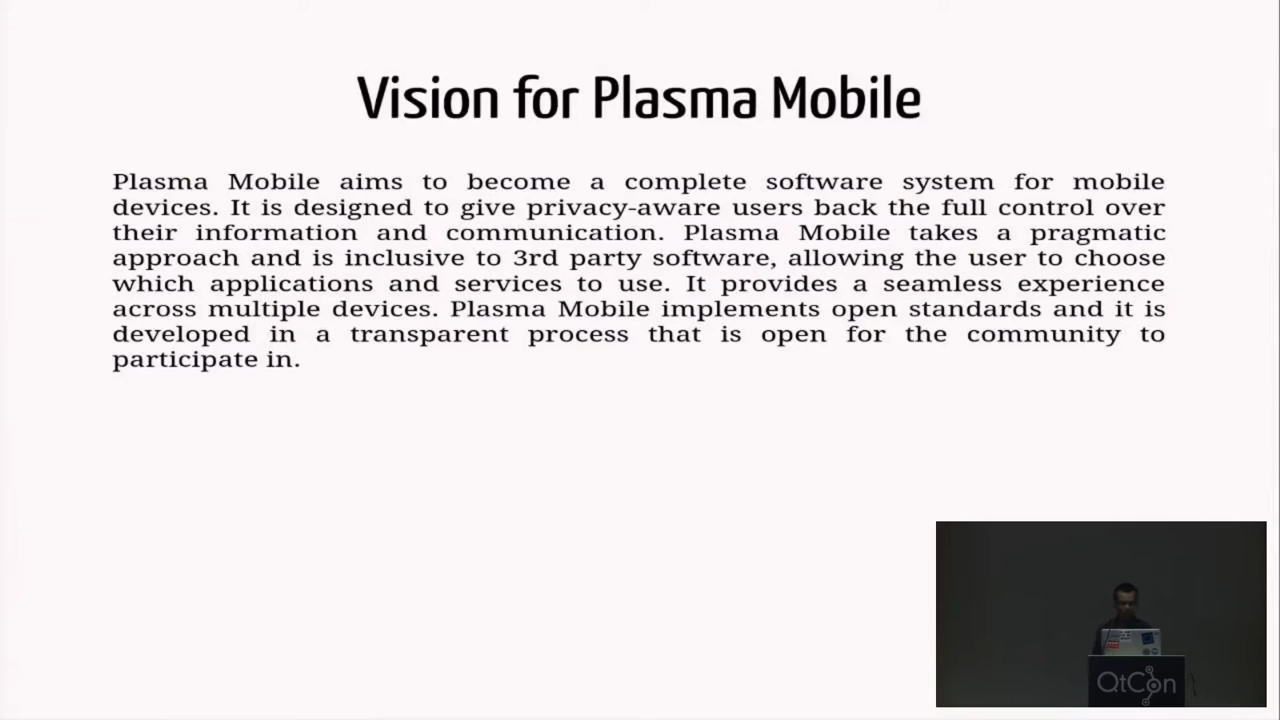 Vision for Plasma Mobile
Plasma Mobile aims to become a complete software system for mobile
devices. It is designed to give privacy-aware users back the full control over
their information and communication. Plasma Mobile takes a pragmatic
approach and is inclusive to 3rd party software, allowing the user to choose
which applications and services to use. It provides a seamless experience
across multiple devices. Plasma Mobile implements open standards and it is
developed in a transparent process that is open for the community to
participate in.
QtCon